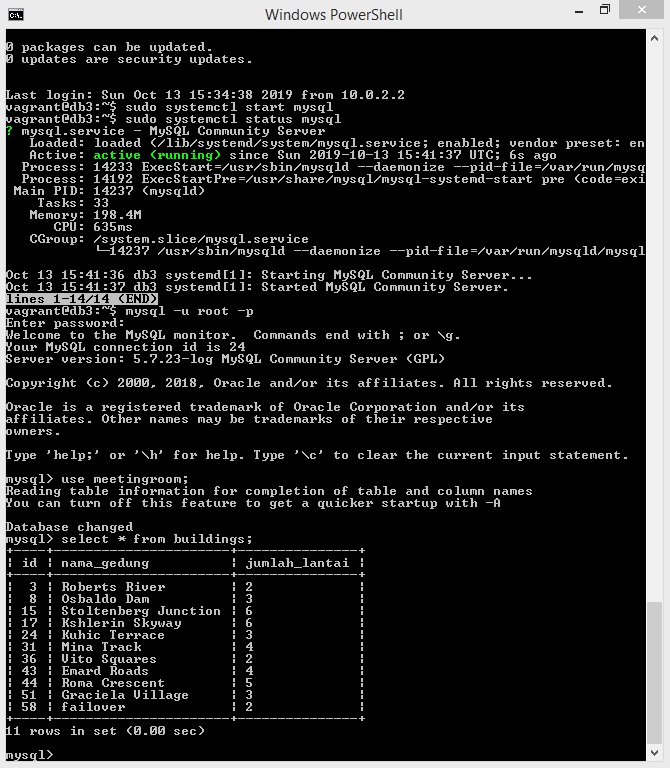 Windows PowerShell
0 packages can be updated.
0 updates are security updates.
Last login: Sun Oct 13 15:34:38 2019 from 10.0.2.2
vagrant@db3:~$ sudo systemctl start mysql
vagrant@db3:~$ sudo systemctl status mysql
? mysql.service - MySQL Community Server
   Loaded: loaded (/lib/systemd/system/mysql.service; enabled; vendor preset: en
   Active: active (running) since Sun 2019-10-13 15:41:37 UTC; 6s ago
  Process: 14233 ExecStart=/usr/sbin/mysqld --daemonize --pid-file=/var/run/mysq
  Process: 14192 ExecStartPre=/usr/share/mysql/mysql-systemd-start pre (code=exi
 Main PID: 14237 (mysqld)
    Tasks: 33
   Memory: 198.4M
      CPU: 635ms
   CGroup: /system.slice/mysql.service
           └─14237 /usr/sbin/mysqld --daemonize --pid-file=/var/run/mysqld/mysql
Oct 13 15:41:36 db3 systemd[1]: Starting MySQL Community Server...
Oct 13 15:41:37 db3 systemd[1]: Started MySQL Community Server.
lines 1-14/14 (END)
vagrant@db3:~$ mysql -u root -p
Enter password:
Welcome to the MySQL monitor.  Commands end with ; or \g.
Your MySQL connection id is 24
Server version: 5.7.23-log MySQL Community Server (GPL)
Copyright (c) 2000, 2018, Oracle and/or its affiliates. All rights reserved.
Oracle is a registered trademark of Oracle Corporation and/or its
affiliates. Other names may be trademarks of their respective
owners.
Type 'help;' or '\h' for help. Type '\c' to clear the current input statement.
mysql> use meetingroom;
Reading table information for completion of table and column names
You can turn off this feature to get a quicker startup with -A
Database changed
mysql> select * from buildings;
+----+---------------------+---------------+
| id | nama_gedung         | jumlah_lantai |
+----+---------------------+---------------+
|  3 | Roberts River       | 2             |
|  8 | Osbaldo Dam         | 3             |
| 15 | Stoltenberg Junction | 6             |
| 17 | Kshlerin Skyway     | 6             |
| 24 | Kuhic Terrace       | 3             |
| 31 | Mina Track          | 4             |
| 36 | Vito Squares        | 2             |
| 43 | Emard Roads         | 4             |
| 44 | Roma Crescent       | 5             |
| 51 | Graciela Village    | 3             |
| 58 | failover            | 2             |
+----+---------------------+---------------+
11 rows in set (0.00 sec)
mysql>